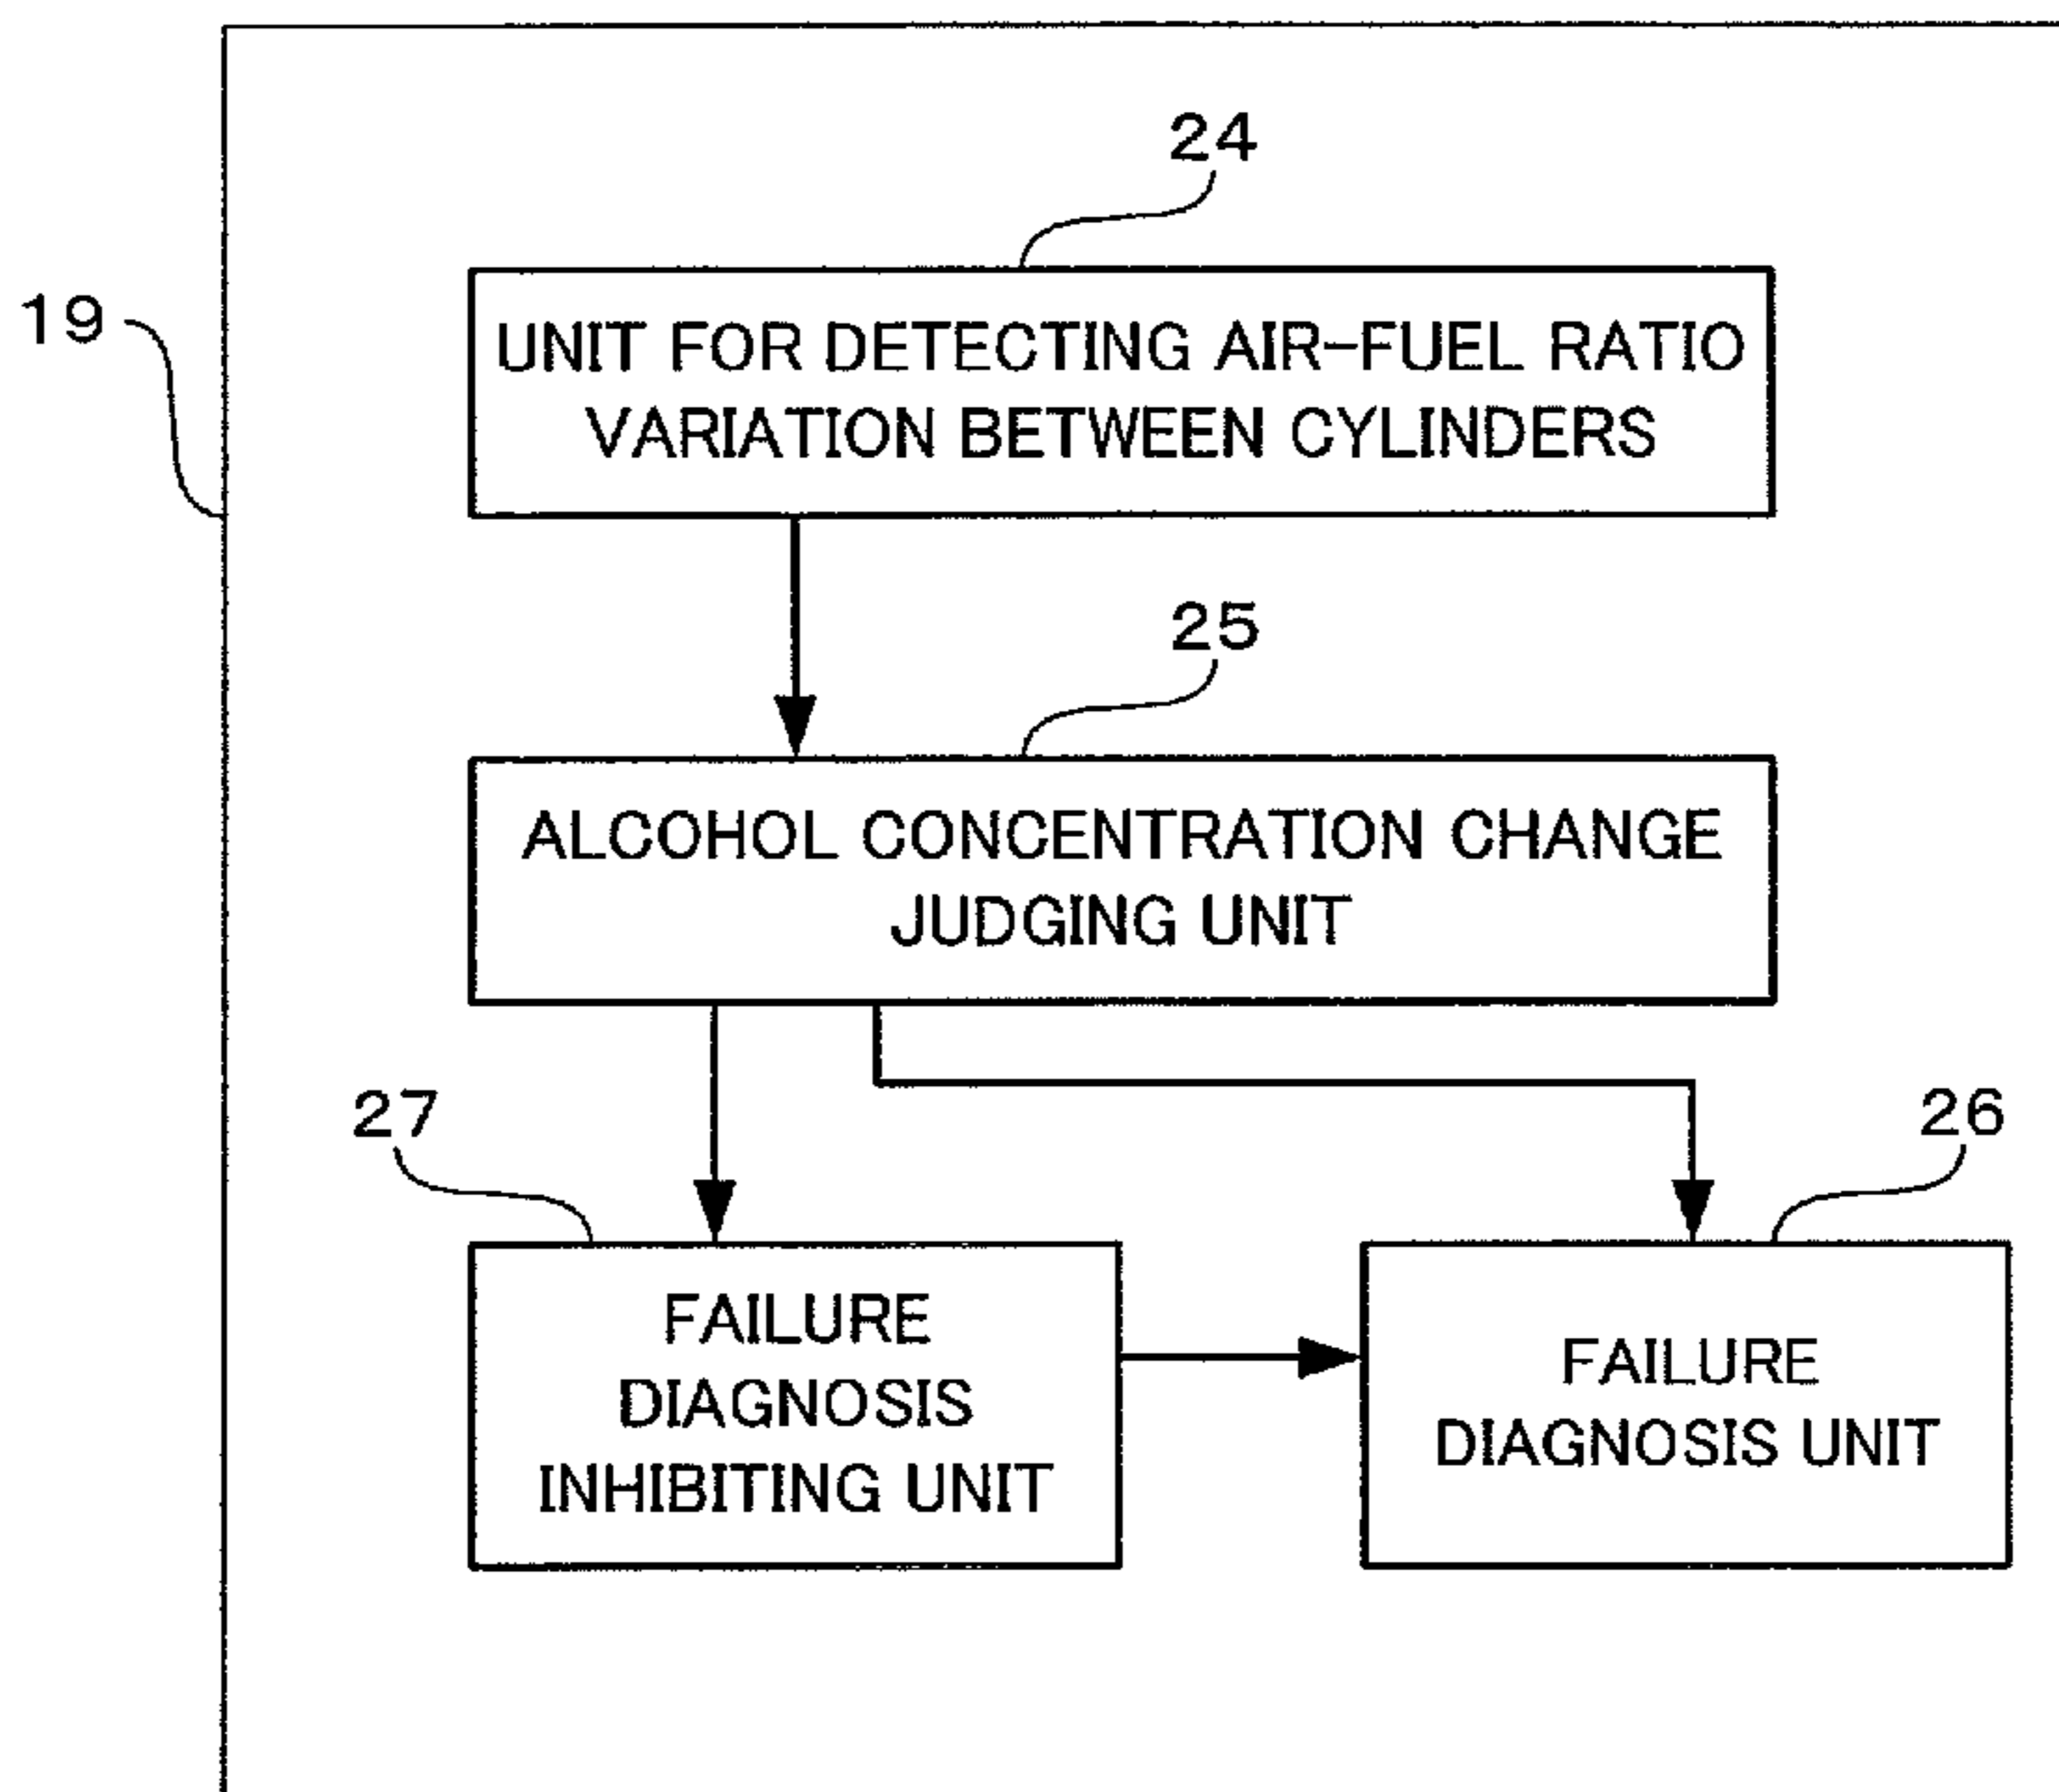 24
19
UNIT FOR DETECTING AIR-FUEL RATIO
VARIATION BETWEEN CYLINDERS
25
ALCOHOL CONCENTRATION CHANGE
JUDGING UNIT
27
26
FAILURE
DIAGNOSIS
INHIBITING UNIT
FAILURE
DIAGNOSIS UNIT